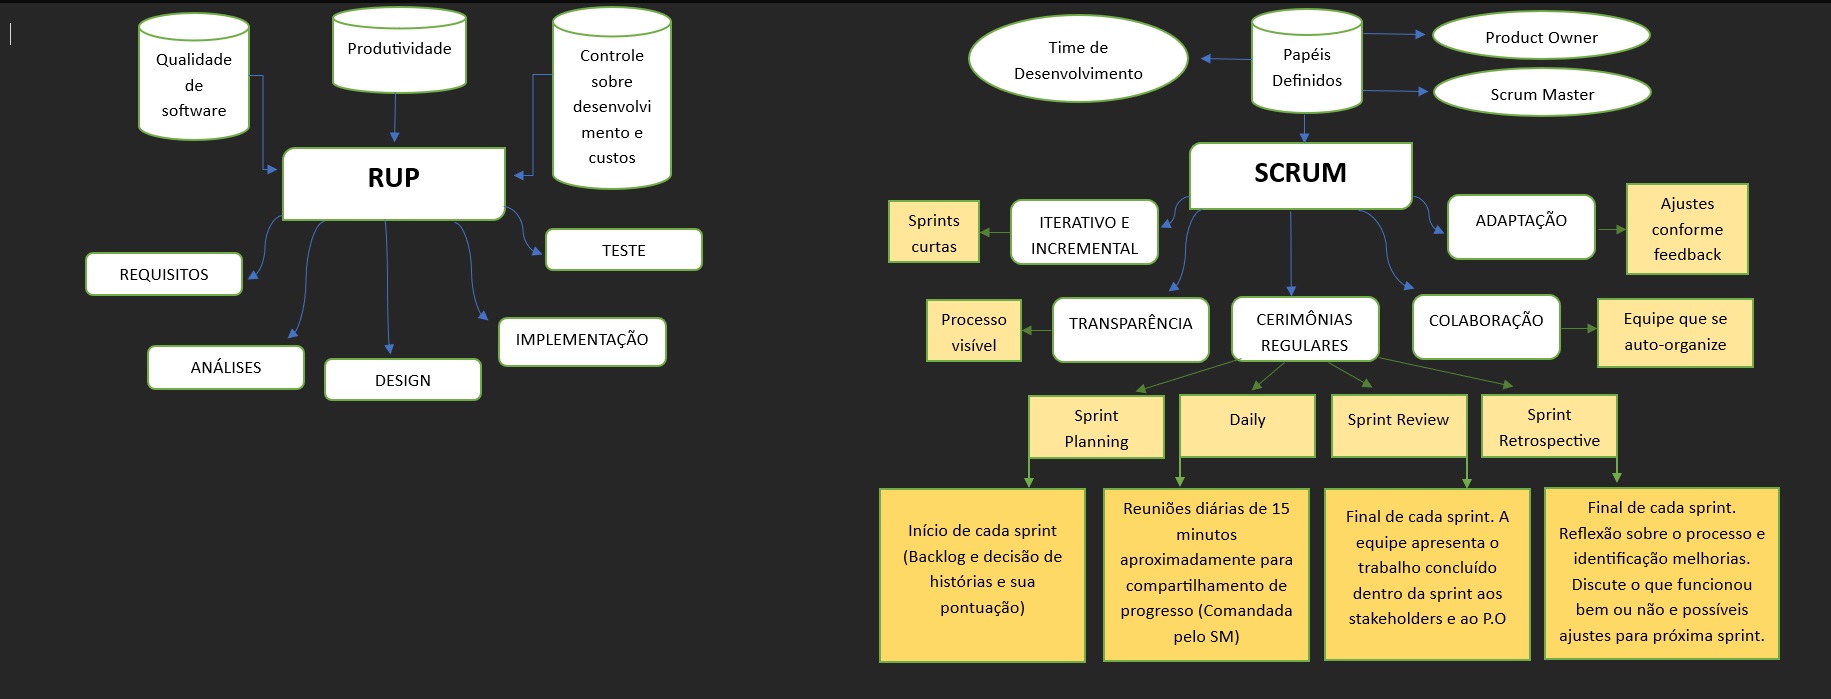 Qualidade
de
software
Produtividade
Controle
sobre
desenvolvi
mento e
custos
RUP
REQUISITOS
ANÁLISES
DESIGN
IMPLEMENTAÇÃO
TESTE
Time de
Desenvolvimento
Papéis
Definidos
Product Owner
Scrum Master
SCRUM
Sprints
curtas
ITERATIVO E
INCREMENTAL
ADAPTAÇÃO
Ajustes
conforme
feedback
Processo
visível
TRANSPARÊNCIA
CERIMÔNIAS
REGULARES
COLABORAÇÃO
Equipe que se
auto-organize
Sprint
Planning
Daily
Sprint Review
Sprint
Retrospective
Início de cada sprint
(Backlog e decisão de
histórias e sua
pontuação)
Reuniões diárias de 15
minutos
aproximadamente para
compartilhamento de
progresso (Comandada
pelo SM)
Final de cada sprint. A
equipe apresenta o
trabalho concluído
dentro da sprint aos
stakeholders e ao P.O
Final de cada sprint.
Reflexão sobre o processo e
identificação melhorias.
Discute o que funcionou
bem ou não e possíveis
ajustes para próxima sprint.